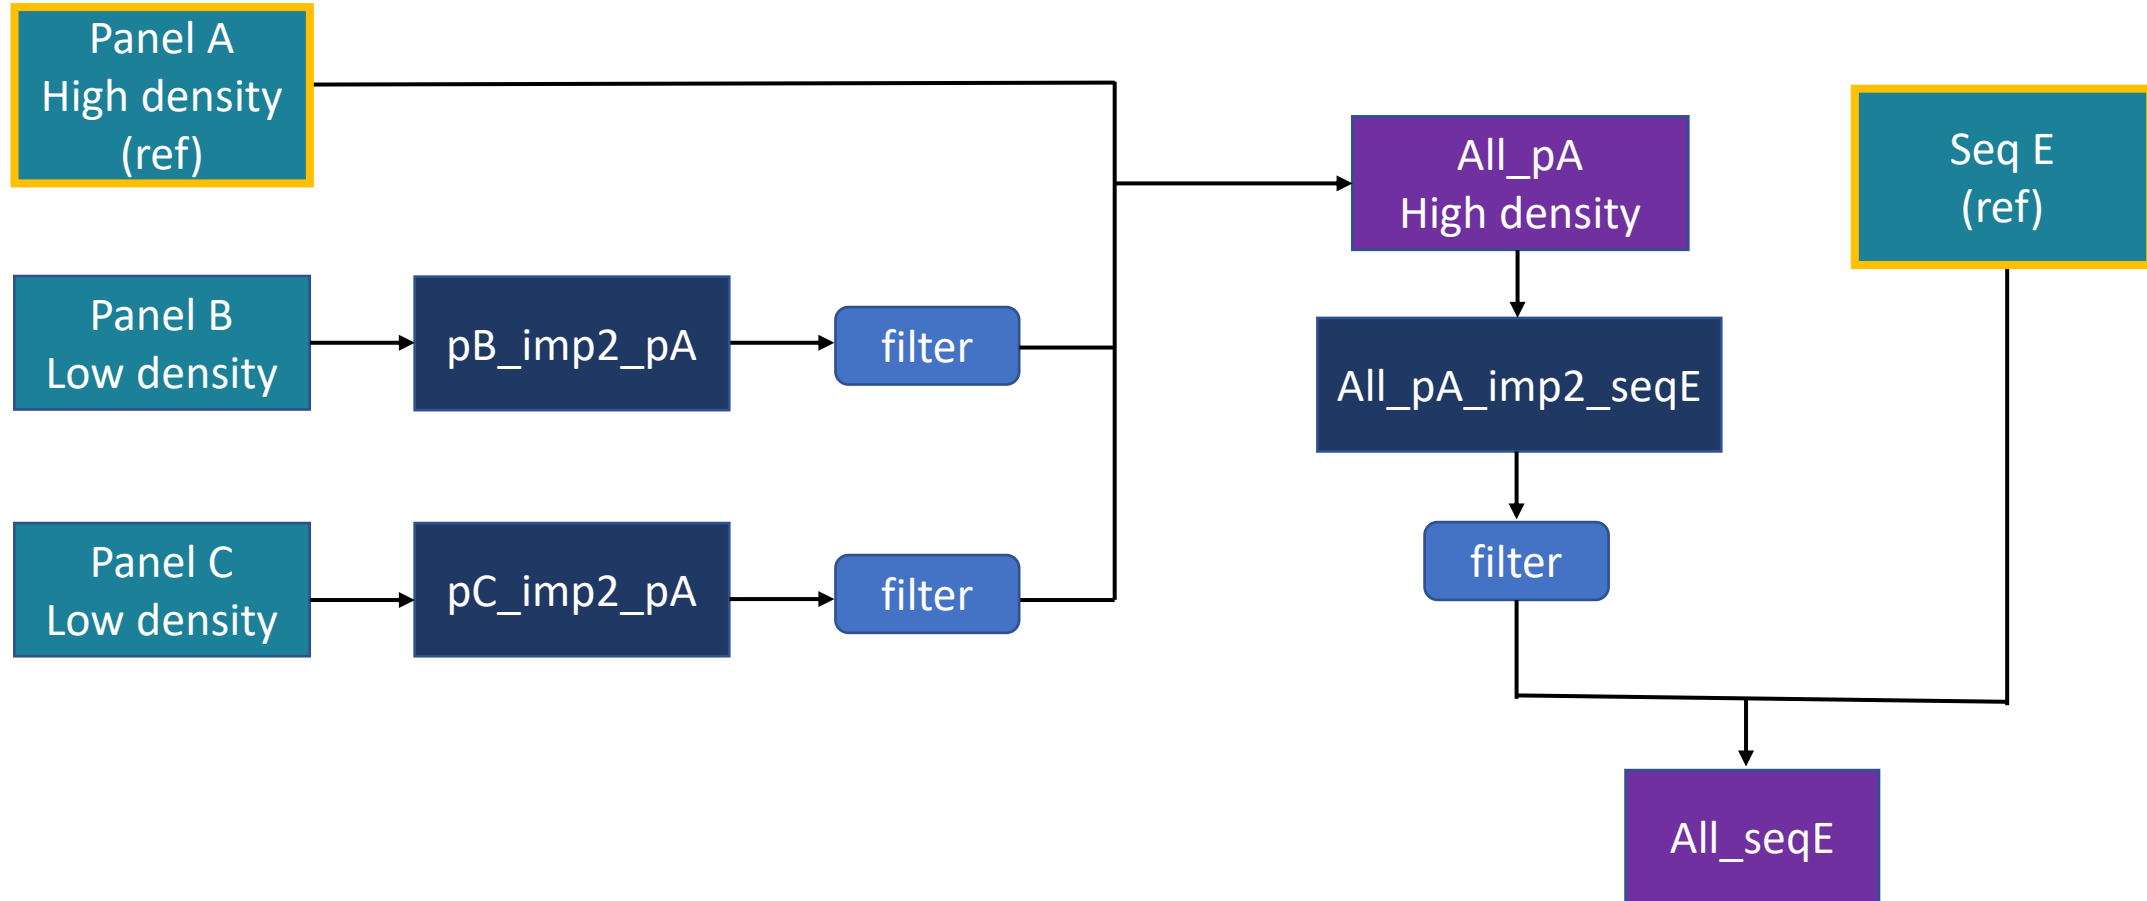 Panel A
High density
(ref)
Panel B
Low density
pB_imp2_pA
filter
Panel C
Low density
pC_imp2_pA
filter
All_pA
High density
All_pA_imp2_seqE
filter
Seq E
(ref)
All_seqE